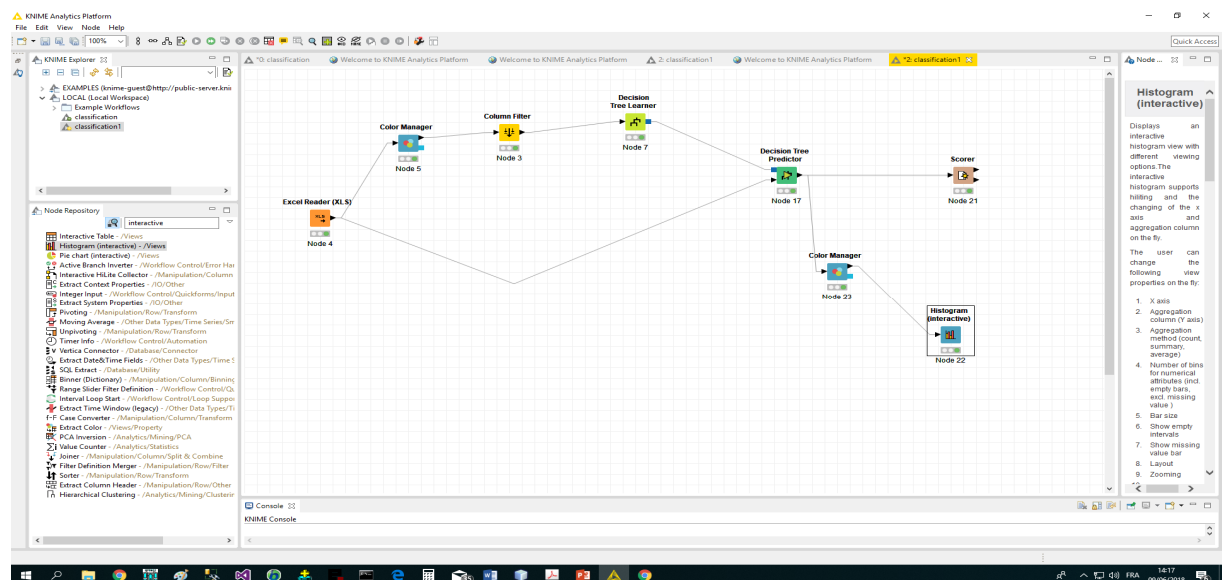 KNIME Analytics Platform
File Edit View Node Help
100%
Quick Access
KNIME Explorer
EXAMPLES (knime-guest@http://public-server.kni
LOCAL (Local Workspace)
Example Workflows
classification
classification1
Node Repository
interactive
Interactive Table - /Views
Histogram (interactive) - /Views
Pie chart (interactive) - /Views
Active Branch Inverter - /Workflow Control/Error Han
Interactive HiLite Collector - /Manipulation/Column
Extract Context Properties - /IO/Other
Integer Input - /Workflow Control/Quickforms/Input
Extract System Properties - /IO/Other
Pivoting - /Manipulation/Row/Transform
Moving Average - /Other Data Types/Time Series/Sm
Unpivoting - /Manipulation/Row/Transform
Timer Info - /Workflow Control/Automation
Vertica Connector - /Database/Connector
Extract Date&Time Fields - /Other Data Types/Time S
SQL Extract - /Database/Utility
Binner (Dictionary) - /Manipulation/Column/Binning
Range Slider Filter Definition - /Workflow Control/Qu
Interval Loop Start - /Workflow Control/Loop Suppor
Extract Time Window (legacy) - /Other Data Types/Ti
Case Converter - /Manipulation/Column/Transform
Extract Color - /Views/Property
PCA Inversion - /Analytics/Mining/PCA
Value Counter - /Analytics/Statistics
Joiner - /Manipulation/Column/Split & Combine
Filter Definition Merger - /Manipulation/Row/Filter
Sorter - /Manipulation/Row/Transform
Extract Column Header - /Manipulation/Row/Other
Hierarchical Clustering - /Analytics/Mining/Clusterin
*0: classification
Welcome to KNIME Analytics Platform
Welcome to KNIME Analytics Platform
2: classification1
Welcome to KNIME Analytics Platform
*2: classification1
Decision
Tree Learner
Node 7
Column Filter
Node 3
Color Manager
Node 5
Decision Tree
Predictor
Node 17
Scorer
Node 21
Excel Reader (XLS)
XLS
Node 4
Color Manager
Node 23
Histogram
(interactive)
Node 22
Console
KNIME Console
Node ...
Histogram
(interactive)
Displays an
interactive
histogram view with
different viewing
options.The
interactive
histogram supports
hiliting and the
changing of the x
axis and
aggregation column
on the fly.
The user can
change the
following view
properties on the fly:
1. X axis
2. Aggregation
column (Y axis)
3. Aggregation
method (count,
summary,
average)
4. Number of bins
for numerical
attributes (incl.
empty bars,
excl. missing
value )
5. Bar size
6. Show empty
intervals
7. Show missing
value bar
8. Layout
9. Zooming
FRA
14:17
09/06/2018